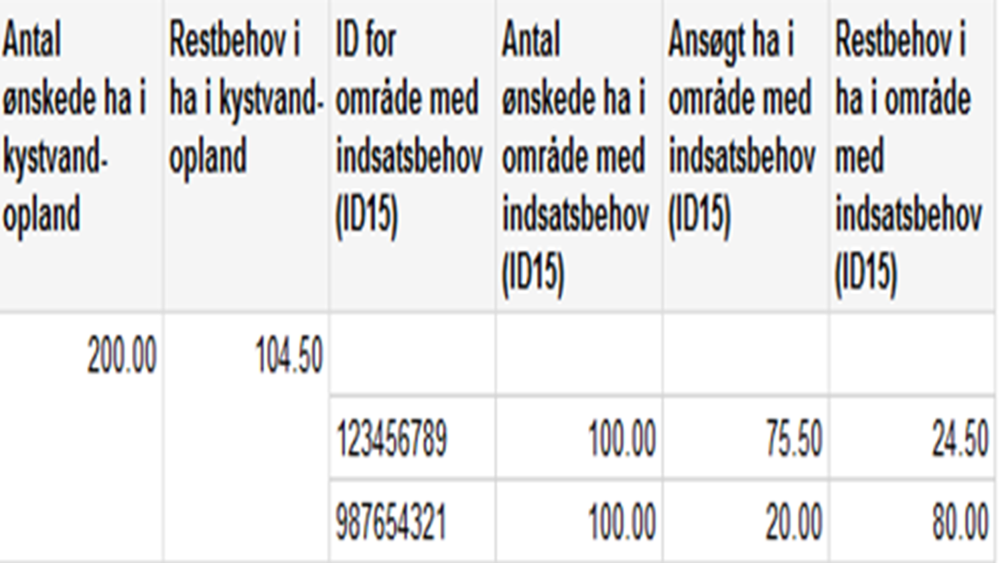 Antal
ønskede ha i
kystvand-
opland
Restbehov i
ha i kystvand-
opland
ID for
område med
indsatsbehov
(ID15)
Antal
ønskede ha i
område med
indsatsbehov
(ID15)
Ansøgt ha i
område med
indsatsbehov
(ID15)
Restbehov i
ha i område
med
indsatsbehov
(ID15)
200.00 104.50
123456789 100.00 75.50 24.50
987654321 100.00 20.00 80.00